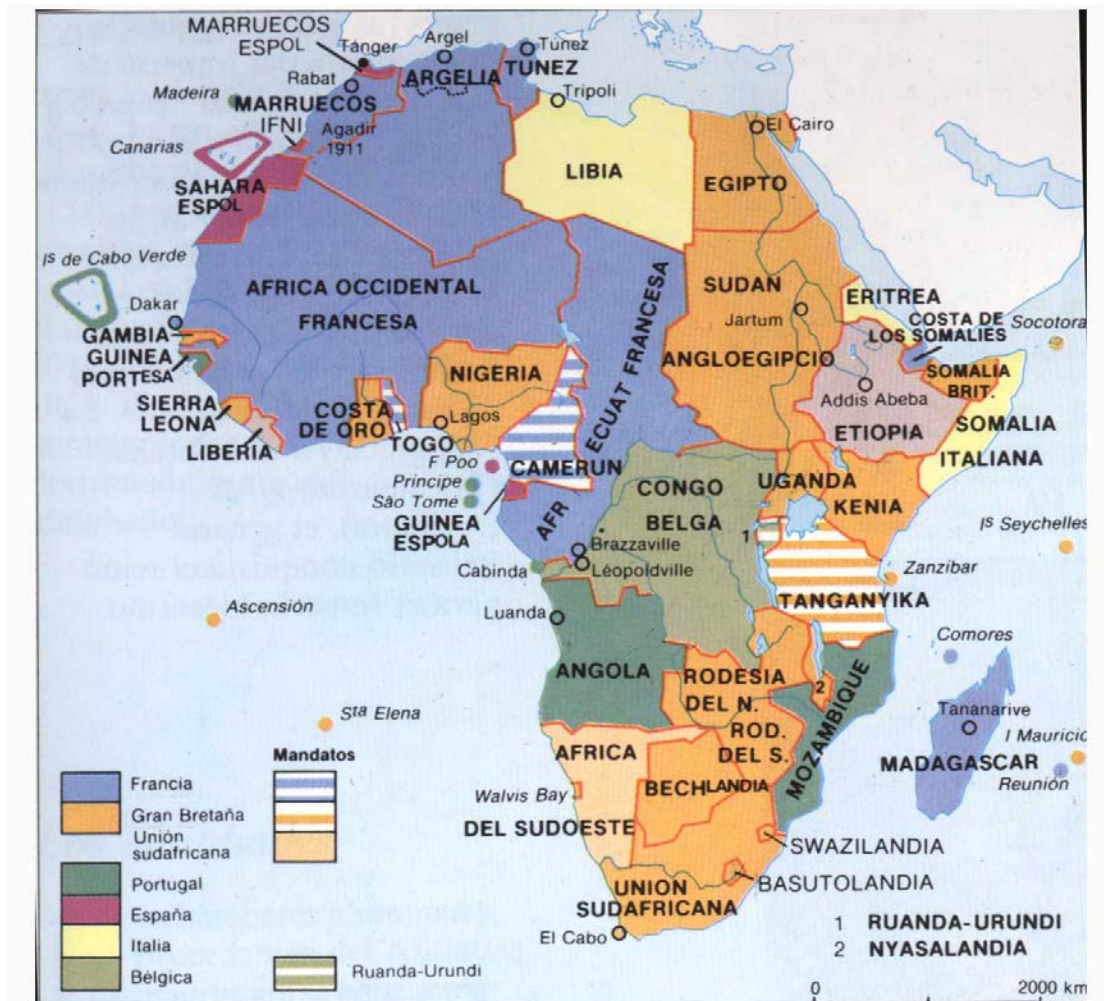 MARRUECOS
ESPOL
Tánger
Argel
Tunez
Rabat
ARGELIA
TUNEZ
Madeira
MARRUECOS
Tripoli
IFNI
Agadir
1911
El Cairo
Canarias
SAHARA
ESPOL
LIBIA
EGIPTO
Is de Cabo Verde
Dakar
AFRICA OCCIDENTAL
FRANCESA
AFR ECUAT FRANCESA
SUDAN
Jartum
ANGLOEGIPCIO
ERITREA
COSTA DE
LOS SOMALIES
Socotora
GAMBIA
GUINEA
PORTESA
SIERRA
LEONA
LIBERIA
COSTA
DE ORO
TOGO
NIGERIA
Lagos
SOMALIA
BRIT.
Addis Abeba
ETIOPIA
SOMALIA
ITALIANA
F Poo
Principe
São Tomé
CAMERUN
GUINEA
ESPOLA
CONGO
BELGA
UGANDA
KENIA
1
Is Seychelles
Brazzaville
Léopoldville
Cabinda
Zanzibar
TANGANYIKA
Ascensión
Luanda
ANGOLA
Comores
RODESIA
DEL N.
2
MOZAMBIQUE
Tananarive
I Mauricio
MADAGASCAR
Reunión
Sta Elena
ROD.
DEL S.
AFRICA
DEL SUDOESTE
Walvis Bay
BECHLANDIA
SWAZILANDIA
BASUTOLANDIA
UNION
SUDAFRICANA
El Cabo
Mandatos
Francia
Gran Bretaña
Unión
sudafricana
Portugal
España
Italia
Bélgica
Ruanda-Urundi
1 RUANDA-URUNDI
2 NYASALANDIA
0 2000 km